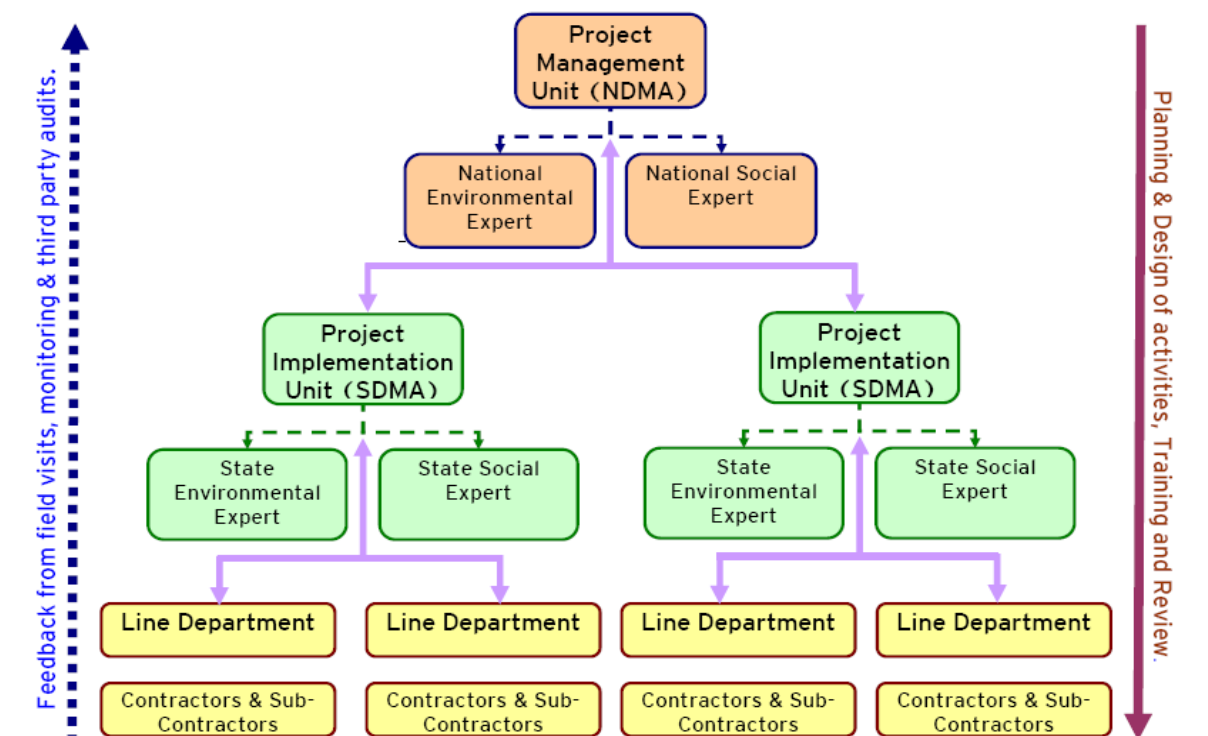 Project
Management
Unit (NDMA)
National
Environmental
Expert
National Social
Expert
Project
Implementation
Unit (SDMA)
Project
Implementation
Unit (SDMA)
State
Environmental
Expert
State Social
Expert
State
Environmental
Expert
State Social
Expert
Line Department
Line Department
Line Department
Line Department
Contractors & Sub-
Contractors
Contractors & Sub-
Contractors
Contractors & Sub-
Contractors
Contractors & Sub-
Contractors
Feedback from field visits, monitoring & third party audits.
Planning & Design of activities, Training and Review.